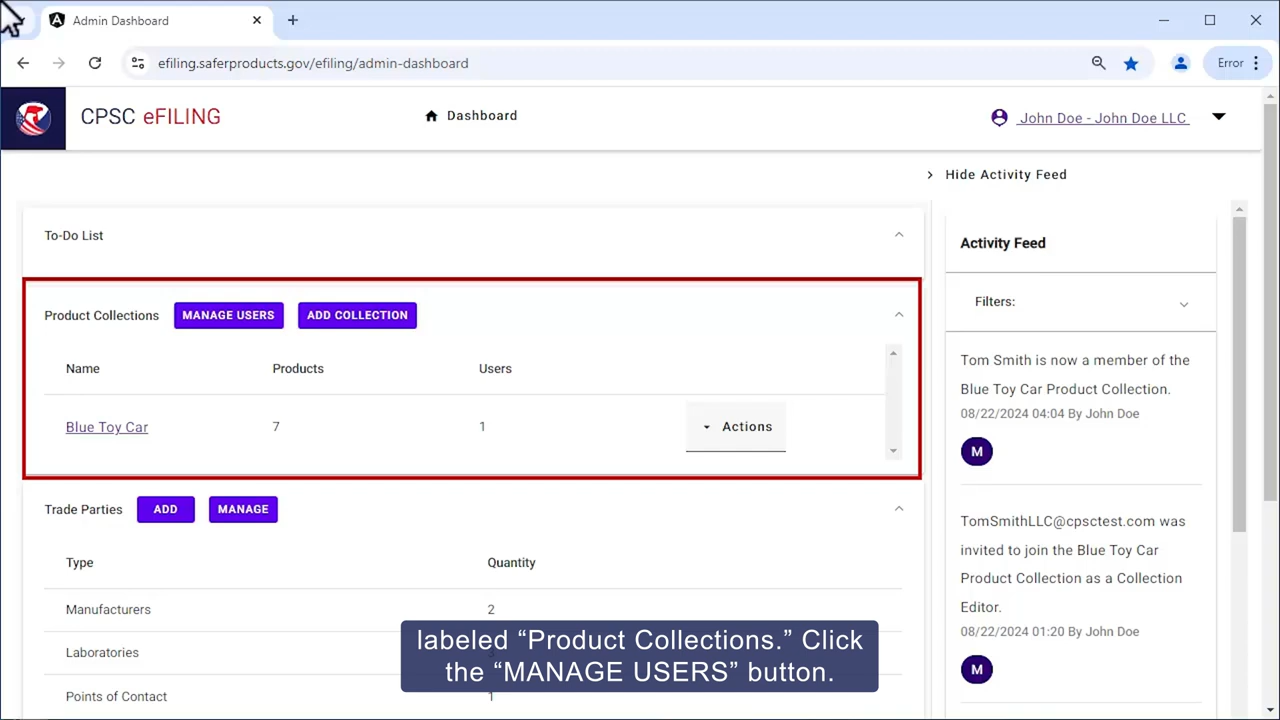 Admin Dashboard
efiling.saferproducts.gov/efiling/admin-dashboard
Error
CPSC eFILING
Dashboard
John Doe - John Doe LLC
Hide Activity Feed
To-Do List
Product Collections MANAGE USERS ADD COLLECTION
Name Products Users
Blue Toy Car 7 1 Actions
Trade Parties ADD MANAGE
Type Quantity
Manufacturers 2
Laboratories
Points of Contact 1
Activity Feed
Filters:
Tom Smith is now a member of the
Blue Toy Car Product Collection.
08/22/2024 04:04 By John Doe
M
TomSmithLLC@cpsctest.com was
invited to join the Blue Toy Car
Product Collection as a Collection
Editor.
08/22/2024 01:20 By John Doe
M
labeled “Product Collections.” Click
the “MANAGE USERS” button.